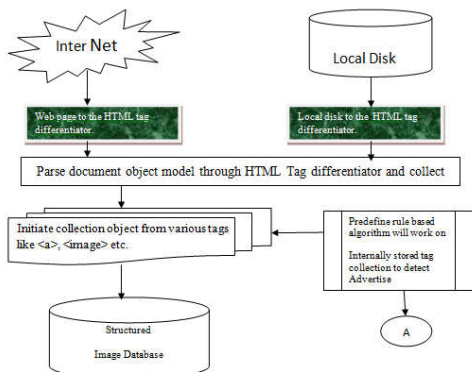 Inter Net
Local Disk
Web page to the HTML tag
differentiator.
Local disk to the HTML tag
differentiator.
Parse document object model through HTML Tag differentiator and collect
Initiate collection object from various tags
like <a>, <image> etc.
Predefine rule based
algorithm will work on
Internally stored tag
collection to detect
Advertise
Structured
Image Database
A